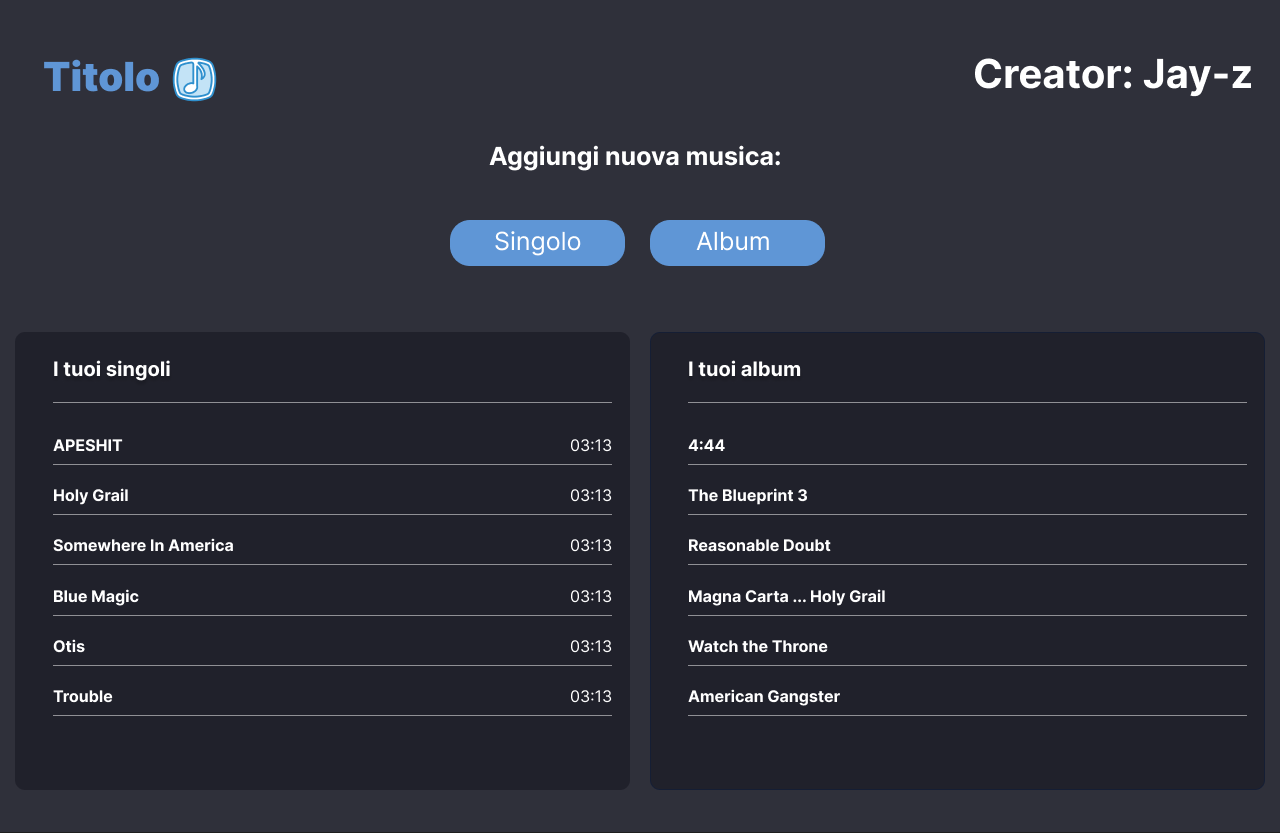 Titolo
Creator: Jay-z
Aggiungi nuova musica:
Singolo
Album
I tuoi singoli
APESHIT 03:13
Holy Grail 03:13
Somewhere In America 03:13
Blue Magic 03:13
Otis 03:13
Trouble 03:13
I tuoi album
4:44
The Blueprint 3
Reasonable Doubt
Magna Carta ... Holy Grail
Watch the Throne
American Gangster